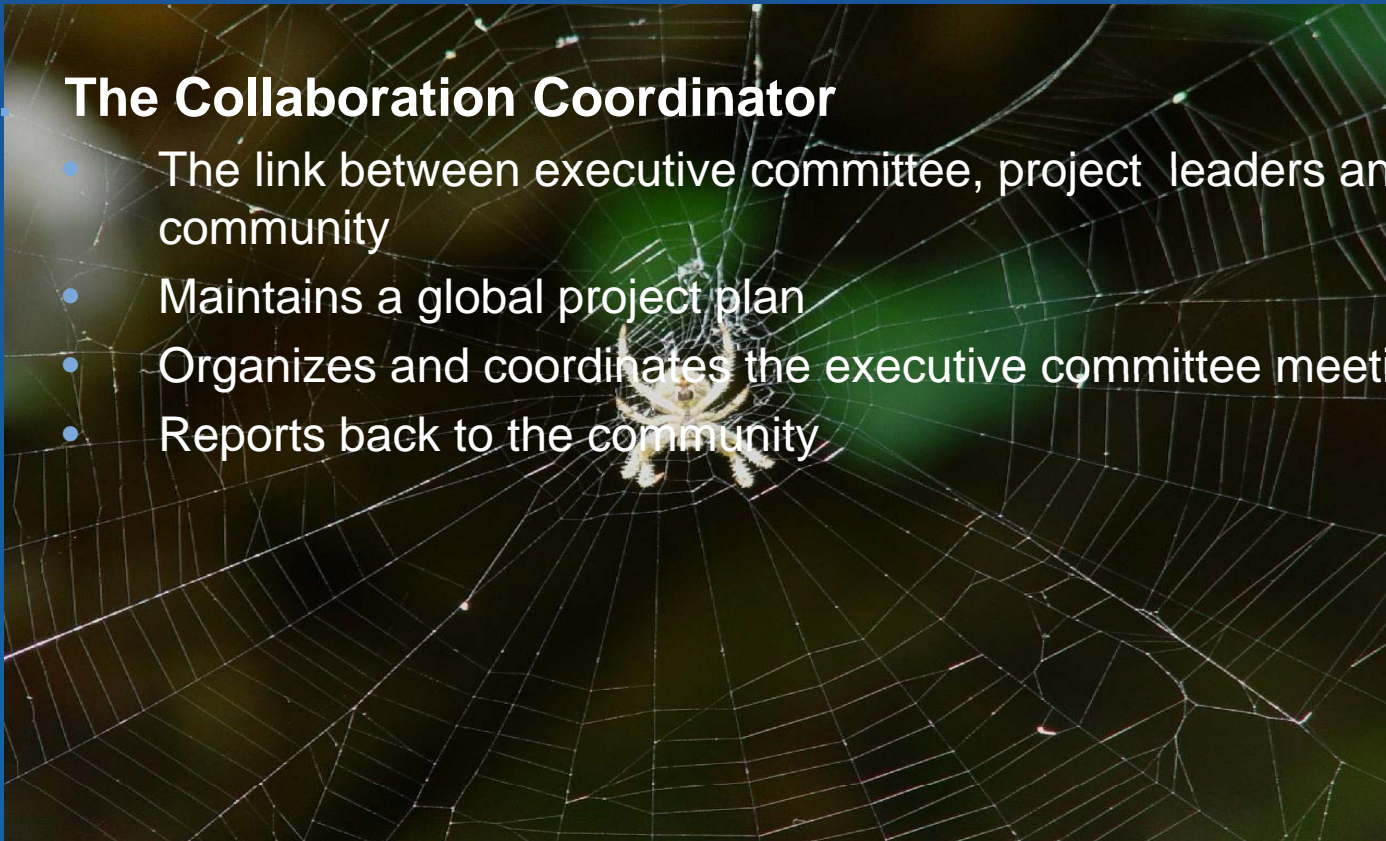 The Collaboration Coordinator
• The link between executive committee, project  leaders an
community
• Maintains a global project plan
• Organizes and coordinates the executive committee meeti
• Reports back to the community